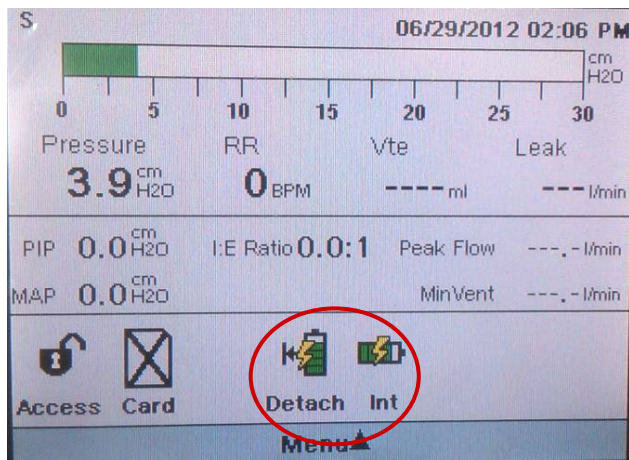 S
06/29/2012 02:06 PM
cm
H2O
0 5 10 15 20 25 30
Pressure RR Vte Leak
3.9 cm H2O 0 BPM ---- ml --- l/min
PIP 0.0 cm H2O I:E Ratio 0.0:1 Peak Flow ---.- l/min
MAP 0.0 cm H2O MinVent ---.- l/min
Access Card Detach Int
Menu